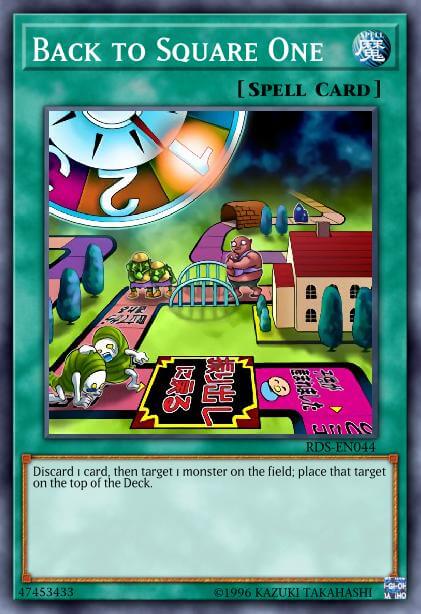 BACK TO SQUARE ONE
魔
[SPELL CARD]
1
2
振り出し
に戻る
RDS-EN044
Discard 1 card, then target 1 monster on the field; place that target
on the top of the Deck.
47453433
©1996 KAZUKI TAKAHASHI